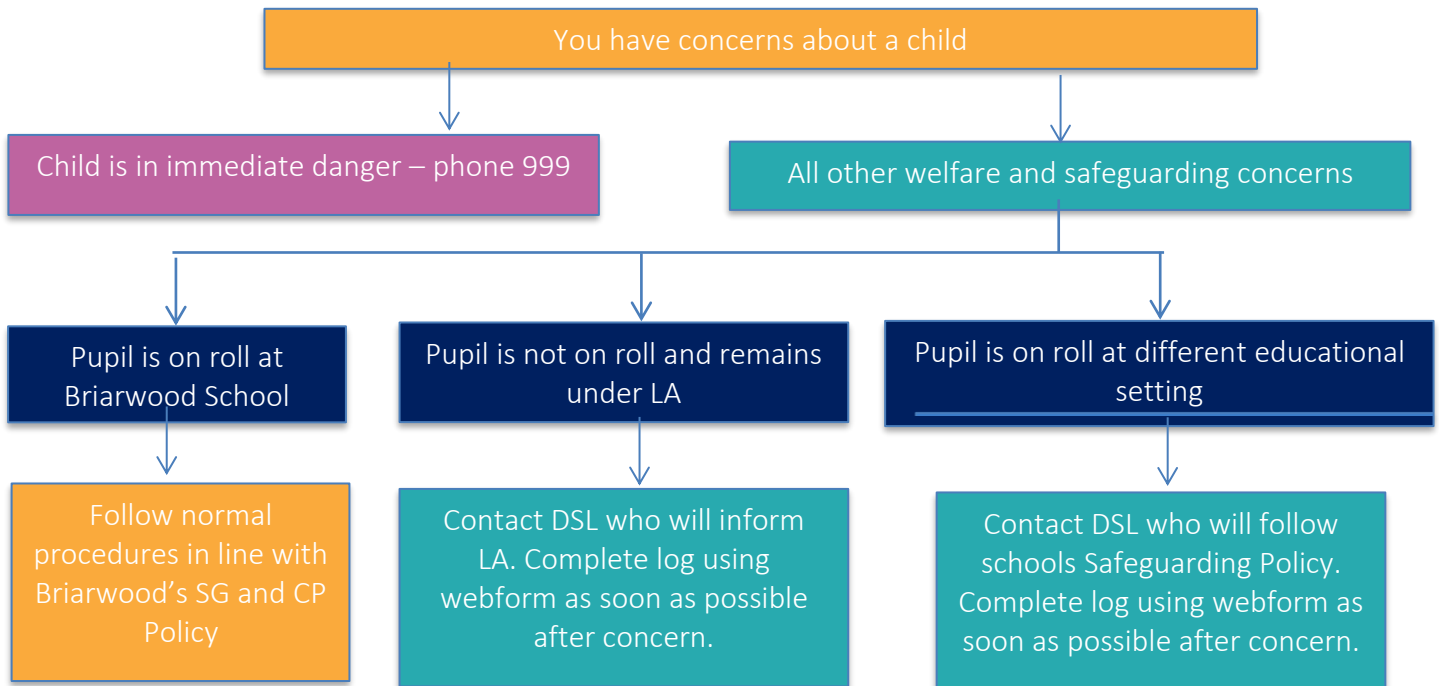 You have concerns about a child
Child is in immediate danger – phone 999
All other welfare and safeguarding concerns
Pupil is on roll at
Briarwood School
Pupil is not on roll and remains
under LA
Pupil is on roll at different educational
setting
Follow normal
procedures in line with
Briarwood’s SG and CP
Policy
Contact DSL who will inform
LA. Complete log using
webform as soon as possible
after concern.
Contact DSL who will follow
schools Safeguarding Policy.
Complete log using webform as
soon as possible after concern.